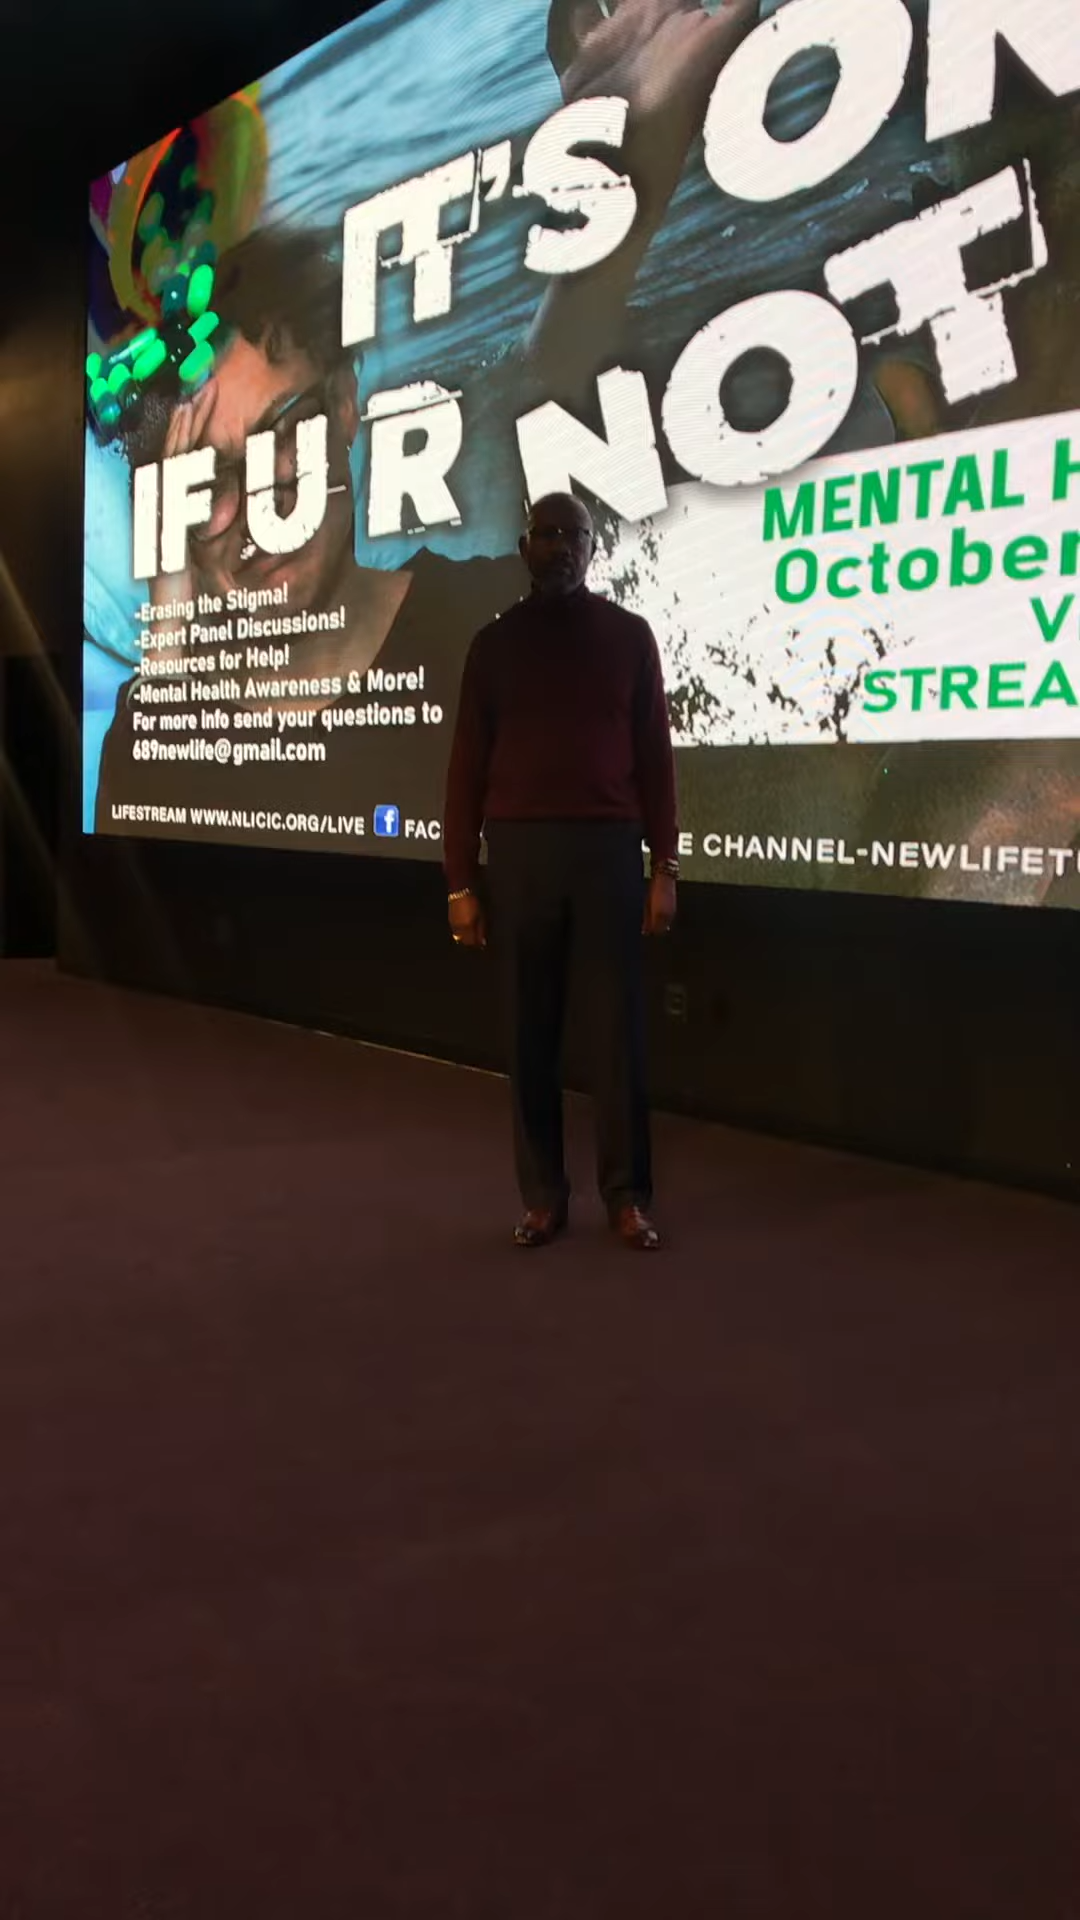 IT'S
IF U R NOT
MENTAL
October
STREA
-Erasing the Stigma!
-Expert Panel Discussions!
-Resources for Help!
-Mental Health Awareness & More!
For more info send your questions to
689newlife@gmail.com
LIFESTREAM WWW.NLICIC.ORG/LIVE f FAC
E CHANNEL-NEWLIFET